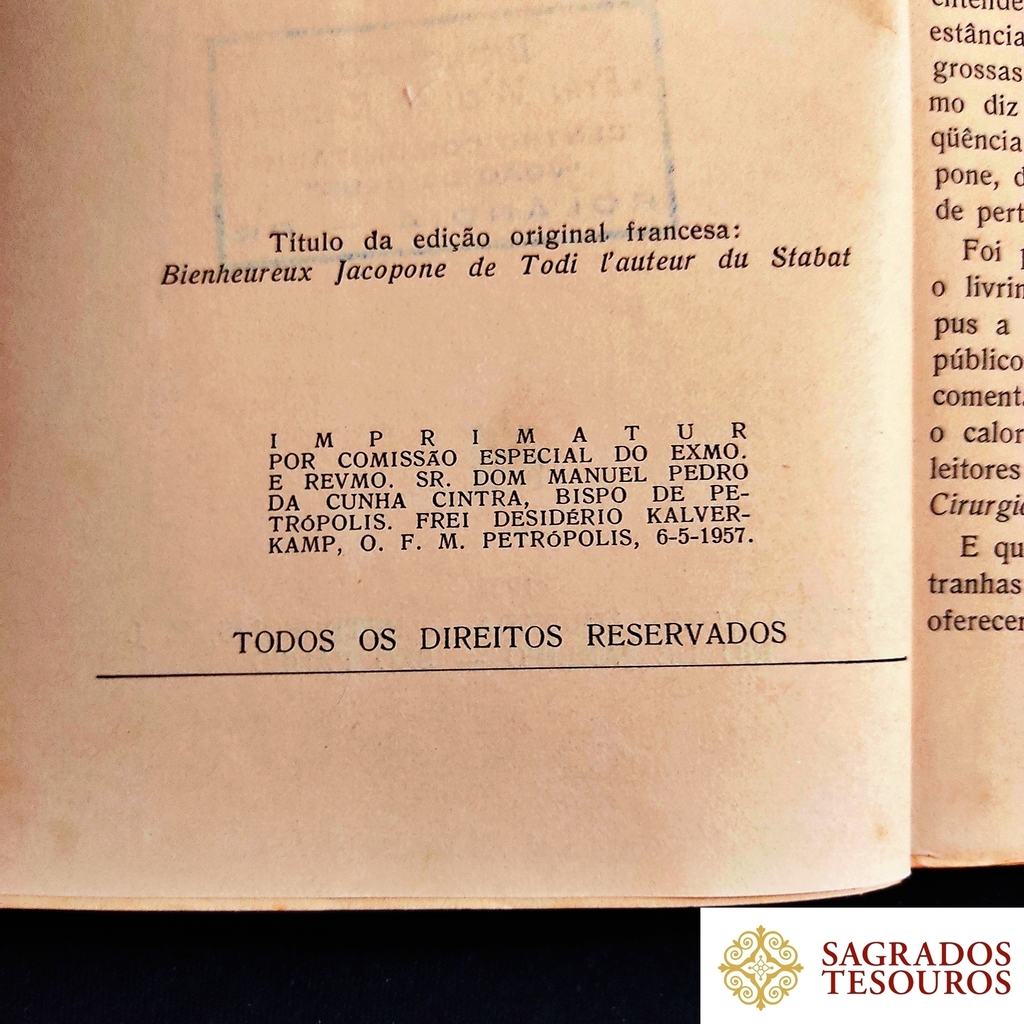 Título da edição original francesa:
Bienheureux Jacopone de Todi l'auteur du Stabat
I M P R I M A T U R
POR COMISSÃO ESPECIAL DO EXMO.
E REVMO. SR. DOM MANUEL PEDRO
DA CUNHA CINTRA, BISPO DE PE-
TRÓPOLIS. FREI DESIDÉRIO KALVER-
KAMP, O. F. M. PETRÓPOLIS, 6-5-1957.
TODOS OS DIREITOS RESERVADOS
estância
grossas
mo diz
qüência
pone, d
de pert
Foi p
o livrin
pus a
público
comenta
o calor
leitores
Cirurgi
E qu
tranhas
oferecer
SAGRADOS
TESOUROS